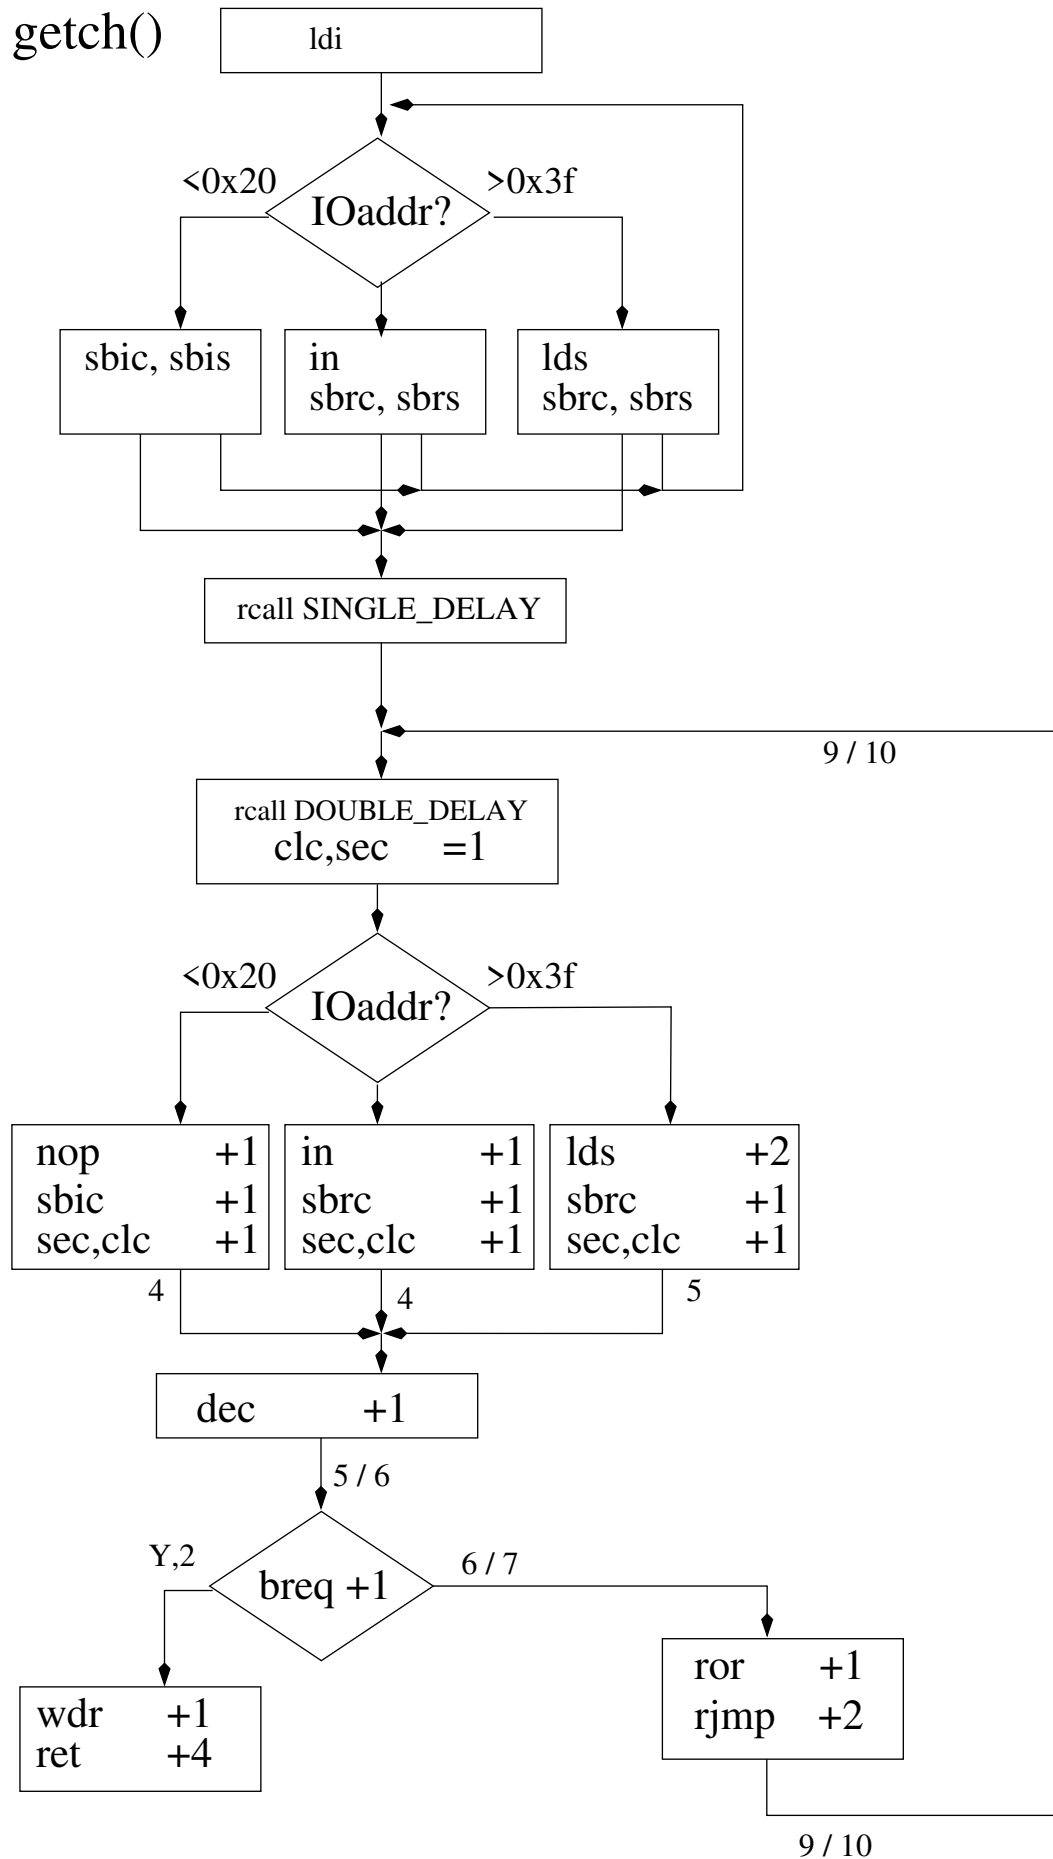 getch()
ldi
<0x20
>0x3f
IOaddr?
sbic, sbis
in
sbrc, sbrs
lds
sbrc, sbrs
rcall SINGLE_DELAY
9 / 10
rcall DOUBLE_DELAY
clc,sec =1
<0x20
>0x3f
IOaddr?
nop +1
sbic +1
sec,clc +1
in +1
sbrc +1
sec,clc +1
lds +2
sbrc +1
sec,clc +1
4
4
5
dec +1
5 / 6
Y,2
breq +1
6 / 7
wdr +1
ret +4
ror +1
rjmp +2
9 / 10